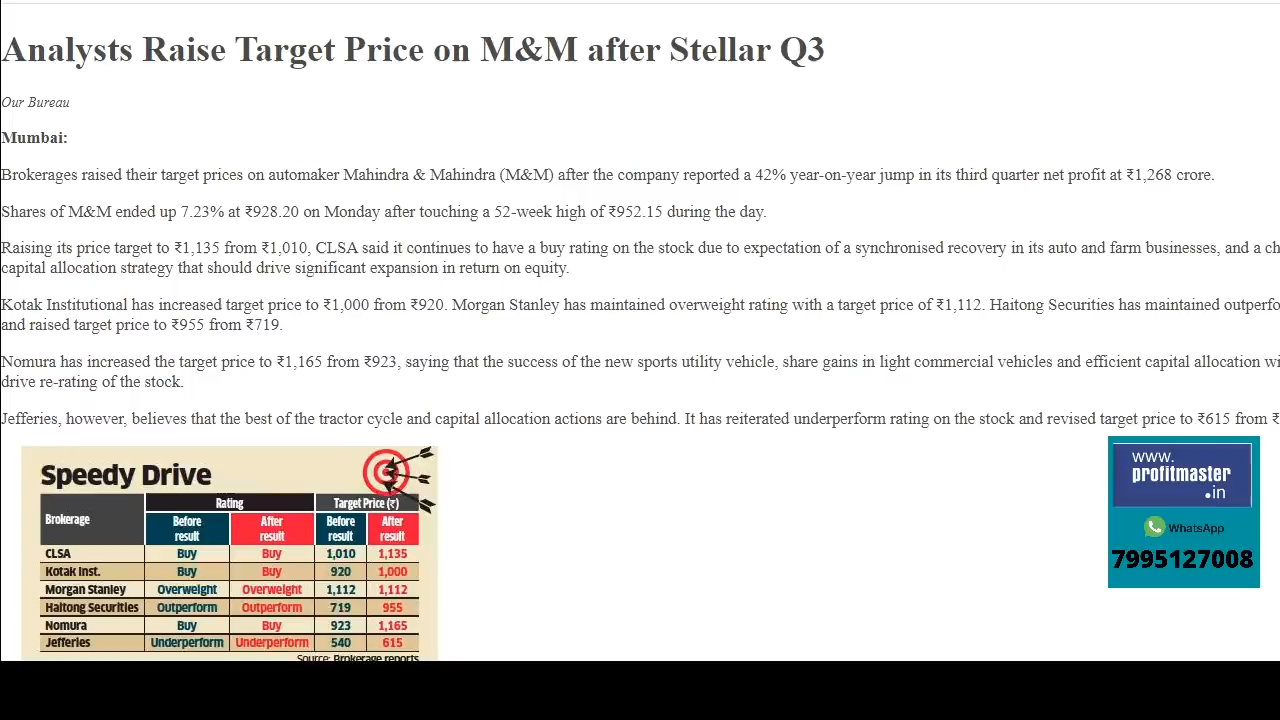 Analysts Raise Target Price on M&M after Stellar Q3
Our Bureau
Mumbai:
Brokerages raised their target prices on automaker Mahindra & Mahindra (M&M) after the company reported a 42% year-on-year jump in its third quarter net profit at ₹1,268 crore.
Shares of M&M ended up 7.23% at ₹928.20 on Monday after touching a 52-week high of ₹952.15 during the day.
Raising its price target to ₹1,135 from ₹1,010, CLSA said it continues to have a buy rating on the stock due to expectation of a synchronised recovery in its auto and farm businesses, and a ch
capital allocation strategy that should drive significant expansion in return on equity.
Kotak Institutional has increased target price to ₹1,000 from ₹920. Morgan Stanley has maintained overweight rating with a target price of ₹1,112. Haitong Securities has maintained outperfo
and raised target price to ₹955 from ₹719.
Nomura has increased the target price to ₹1,165 from ₹923, saying that the success of the new sports utility vehicle, share gains in light commercial vehicles and efficient capital allocation wi
drive re-rating of the stock.
Jefferies, however, believes that the best of the tractor cycle and capital allocation actions are behind. It has reiterated underperform rating on the stock and revised target price to ₹615 from ₹
Speedy Drive
Brokerage Rating Target Price (₹)
Before result After result Before result After result
CLSA Buy Buy 1,010 1,135
Kotak Inst. Buy Buy 920 1,000
Morgan Stanley Overweight Overweight 1,112 1,112
Haitong Securities Outperform Outperform 719 955
Nomura Buy Buy 923 1,165
Jefferies Underperform Underperform 540 615
Source: Brokerage reports
www.
profitmaster
.in
WhatsApp
7995127008